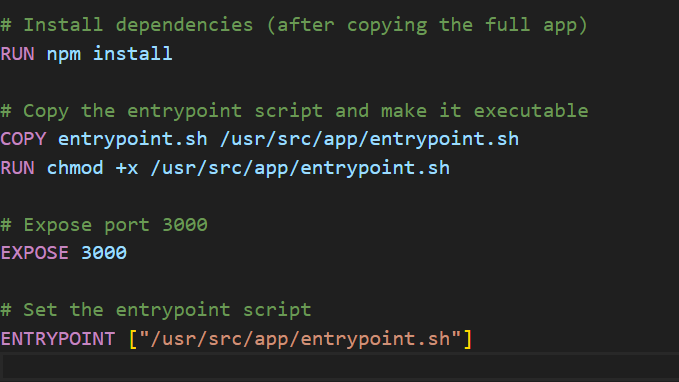 # Install dependencies (after copying the full app)
RUN npm install
# Copy the entrypoint script and make it executable
COPY entrypoint.sh /usr/src/app/entrypoint.sh
RUN chmod +x /usr/src/app/entrypoint.sh
# Expose port 3000
EXPOSE 3000
# Set the entrypoint script
ENTRYPOINT ["/usr/src/app/entrypoint.sh"]